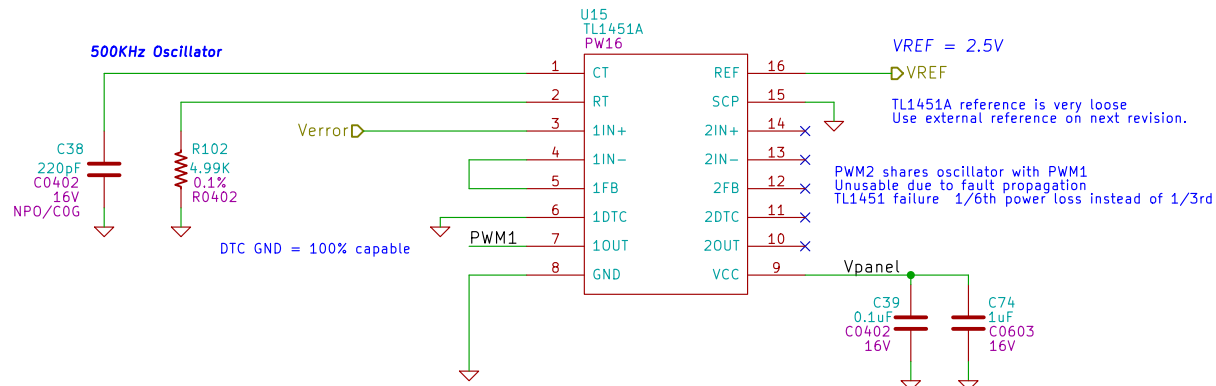 U15
TL1451A
PW16
500KHz Oscillator
VREF = 2.5V
1 CT REF 16 VREF
2 RT SCP 15
TL1451A reference is very loose
Use external reference on next revision.
Verror 3 1IN+ 2IN+ 14
C38
220pF
C0402
16V
NPO/C0G
R102
4.99K
0.1%
R0402
4 1IN- 2IN- 13
PWM2 shares oscillator with PWM1
Unusable due to fault propagation
TL1451 failure 1/6th power loss instead of 1/3rd
5 1FB 2FB 12
6 1DTC 2DTC 11
DTC GND = 100% capable
PWM1 7 1OUT 2OUT 10
8 GND VCC 9 Vpanel
C39
0.1uF
C0402
16V
C74
1uF
C0603
16V